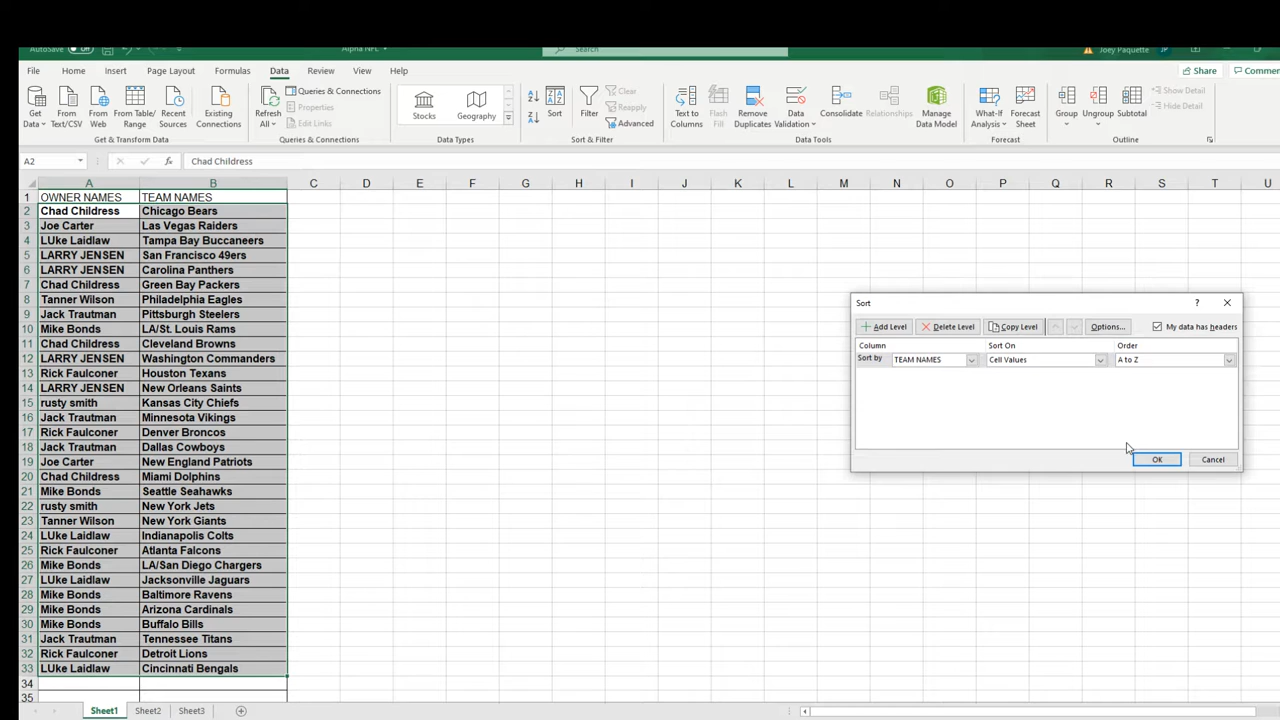 AutoSave Off Alpha NFL Search Joey Paquette JP
File Home Insert Page Layout Formulas Data Review View Help Share Comme
Get Data From Text/CSV From Web From Table/ Range Recent Sources Existing Connections Refresh All Queries & Connections Properties Edit Links Stocks Geography Sort Filter Clear Reapply Advanced Text to Columns Flash Fill Remove Duplicates Data Validation Consolidate Relationships Manage Data Model What-If Analysis Forecast Sheet Group Ungroup Subtotal Show Detail Hide Detail
Get & Transform Data Queries & Connections Data Types Sort & Filter Data Tools Forecast Outline
A2 fx Chad Childress
A B C D E F G H I J K L M N O P Q R S T U
1 OWNER NAMES TEAM NAMES
2 Chad Childress Chicago Bears
3 Joe Carter Las Vegas Raiders
4 LUke Laidlaw Tampa Bay Buccaneers
5 LARRY JENSEN San Francisco 49ers
6 LARRY JENSEN Carolina Panthers
7 Chad Childress Green Bay Packers
8 Tanner Wilson Philadelphia Eagles
9 Jack Trautman Pittsburgh Steelers
10 Mike Bonds LA/St. Louis Rams
11 Chad Childress Cleveland Browns
12 LARRY JENSEN Washington Commanders
13 Rick Faulconer Houston Texans
14 LARRY JENSEN New Orleans Saints
15 rusty smith Kansas City Chiefs
16 Jack Trautman Minnesota Vikings
17 Rick Faulconer Denver Broncos
18 Jack Trautman Dallas Cowboys
19 Joe Carter New England Patriots
20 Chad Childress Miami Dolphins
21 Mike Bonds Seattle Seahawks
22 rusty smith New York Jets
23 Tanner Wilson New York Giants
24 LUke Laidlaw Indianapolis Colts
25 Rick Faulconer Atlanta Falcons
26 Mike Bonds LA/San Diego Chargers
27 LUke Laidlaw Jacksonville Jaguars
28 Mike Bonds Baltimore Ravens
29 Mike Bonds Arizona Cardinals
30 Mike Bonds Buffalo Bills
31 Jack Trautman Tennessee Titans
32 Rick Faulconer Detroit Lions
33 LUke Laidlaw Cincinnati Bengals
34
35
Sort ?
Add Level Delete Level Copy Level Options... My data has headers
Column Sort On Order
Sort by TEAM NAMES Cell Values A to Z
OK Cancel
Sheet1 Sheet2 Sheet3